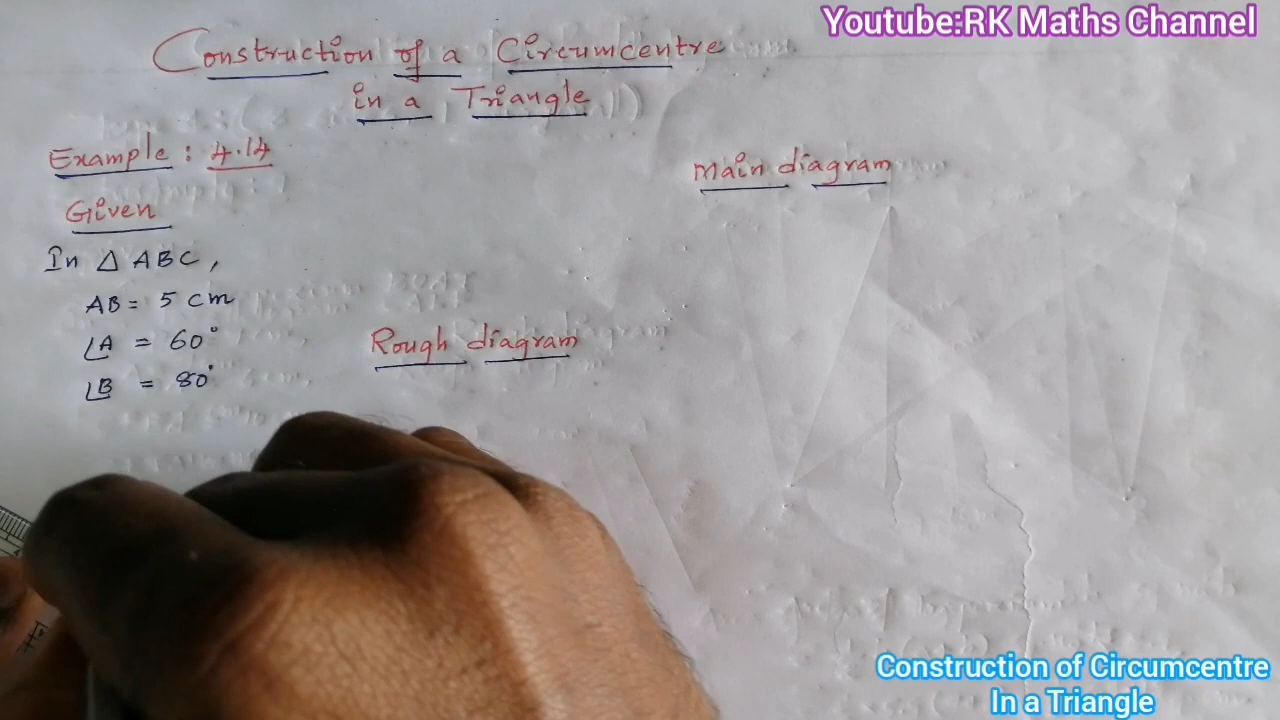 Youtube:RK Maths Channel
Construction of a Circumcentre
in a Triangle
Example : 4.14
Given
In Δ ABC,
AB = 5 cm
∠A = 60°
∠B = 80°
Rough diagram
Main diagram
Construction of Circumcentre
In a Triangle